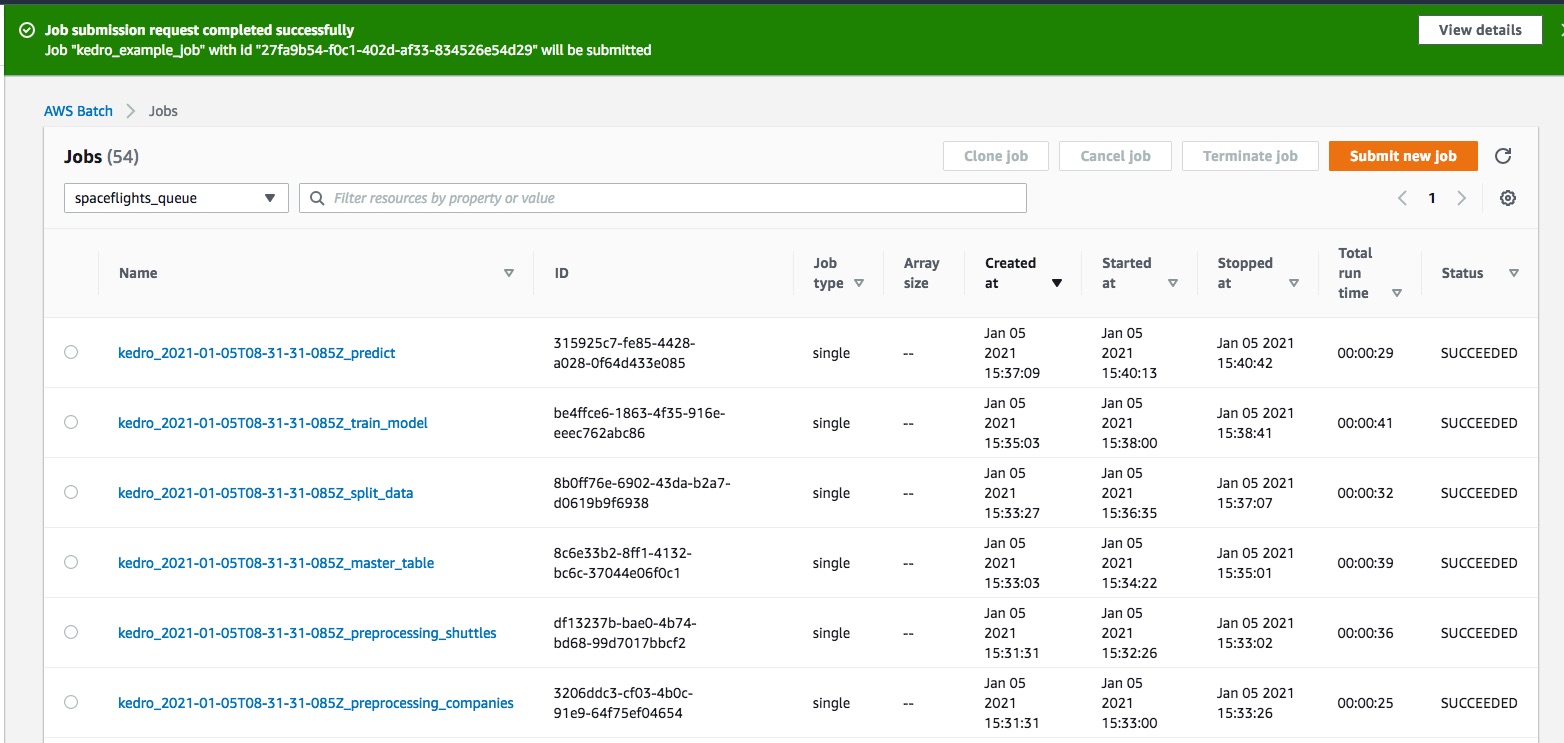 Job submission request completed successfully
Job "kedro_example_job" with id "27fa9b54-f0c1-402d-af33-834526e54d29" will be submitted
View details
AWS Batch > Jobs
Jobs (54)
Clone job
Cancel job
Terminate job
Submit new job
spaceflights_queue
Filter resources by property or value
1
Name
ID
Job
type
Array
size
Created
at
Started
at
Stopped
at
Total
run
time
Status
kedro_2021-01-05T08-31-31-085Z_predict
315925c7-fe85-4428-
a028-0f64d433e085
single
--
Jan 05
2021
15:37:09
Jan 05
2021
15:40:13
Jan 05 2021
15:40:42
00:00:29
SUCCEEDED
kedro_2021-01-05T08-31-31-085Z_train_model
be4ffce6-1863-4f35-916e-
eeec762abc86
single
--
Jan 05
2021
15:35:03
Jan 05
2021
15:38:00
Jan 05 2021
15:38:41
00:00:41
SUCCEEDED
kedro_2021-01-05T08-31-31-085Z_split_data
8b0ff76e-6902-43da-b2a7-
d0619b9f6938
single
--
Jan 05
2021
15:33:27
Jan 05
2021
15:36:35
Jan 05 2021
15:37:07
00:00:32
SUCCEEDED
kedro_2021-01-05T08-31-31-085Z_master_table
8c6e33b2-8ff1-4132-
bc6c-37044e06f0c1
single
--
Jan 05
2021
15:33:03
Jan 05
2021
15:34:22
Jan 05 2021
15:35:01
00:00:39
SUCCEEDED
kedro_2021-01-05T08-31-31-085Z_preprocessing_shuttles
df13237b-bae0-4b74-
bd68-99d7017bbcf2
single
--
Jan 05
2021
15:31:31
Jan 05
2021
15:32:26
Jan 05 2021
15:33:02
00:00:36
SUCCEEDED
kedro_2021-01-05T08-31-31-085Z_preprocessing_companies
3206ddc3-cf03-4b0c-
91e9-64f75ef04654
single
--
Jan 05
2021
15:31:31
Jan 05
2021
15:33:00
Jan 05 2021
15:33:26
00:00:25
SUCCEEDED